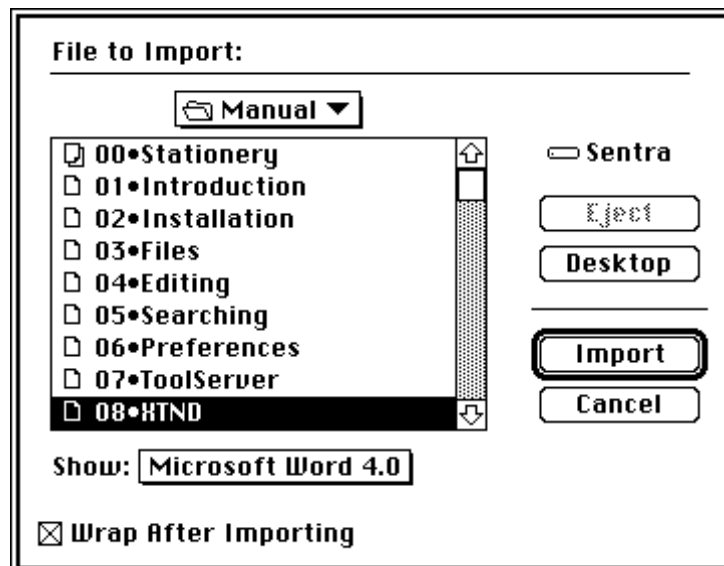 File to Import:
Manual
00•Stationery
01•Introduction
02•Installation
03•Files
04•Editing
05•Searching
06•Preferences
07•ToolServer
08•XTND
Sentra
Eject
Desktop
Import
Cancel
Show: Microsoft Word 4.0
Wrap After Importing